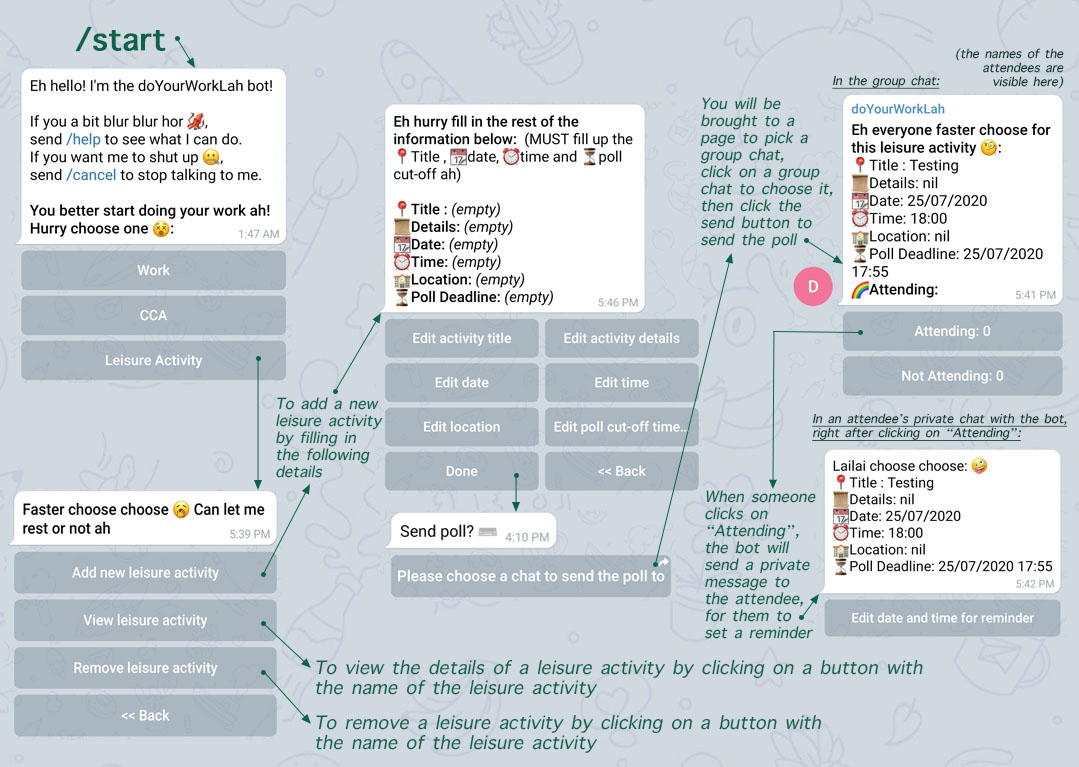 /start
Eh hello! I'm the doYourWorkLah bot!
If you a bit blur blur hor 🦑,
send /help to see what I can do.
If you want me to shut up 🤐,
send /cancel to stop talking to me.
You better start doing your work ah!
Hurry choose one 😵:
1:47 AM
Work
CCA
Leisure Activity
Faster choose choose 😫 Can let me
rest or not ah
5:39 PM
Add new leisure activity
View leisure activity
Remove leisure activity
<< Back
To add a new
leisure activity
by filling in
the following
details
Eh hurry fill in the rest of the
information below: (MUST fill up the
📍Title , 📆date, ⏰time and ⏳poll
cut-off ah)
📍Title : (empty)
📜Details: (empty)
📆Date: (empty)
⏰Time: (empty)
🏫Location: (empty)
⏳Poll Deadline: (empty)
5:46 PM
Edit activity title
Edit activity details
Edit date
Edit time
Edit location
Edit poll cut-off time...
Done
<< Back
Send poll? ⌨️
4:10 PM
Please choose a chat to send the poll to
To view the details of a leisure activity by clicking on a button with
the name of the leisure activity
To remove a leisure activity by clicking on a button with
the name of the leisure activity
You will be
brought to a
page to pick a
group chat,
click on a group
chat to choose it,
then click the
send button to
send the poll
In the group chat:
(the names of the
attendees are
visible here)
doYourWorkLah
Eh everyone faster choose for
this leisure activity 🧐:
📍Title : Testing
📜Details: nil
📆Date: 25/07/2020
⏰Time: 18:00
🏫Location: nil
⏳Poll Deadline: 25/07/2020
17:55
🌈Attending:
5:41 PM
D
Attending: 0
Not Attending: 0
When someone
clicks on
“Attending”,
the bot will
send a private
message to
the attendee,
for them to
set a reminder
In an attendee’s private chat with the bot,
right after clicking on “Attending”:
Lailai choose choose: 🤪
📍Title : Testing
📜Details: nil
📆Date: 25/07/2020
⏰Time: 18:00
🏫Location: nil
⏳Poll Deadline: 25/07/2020 17:55
5:42 PM
Edit date and time for reminder